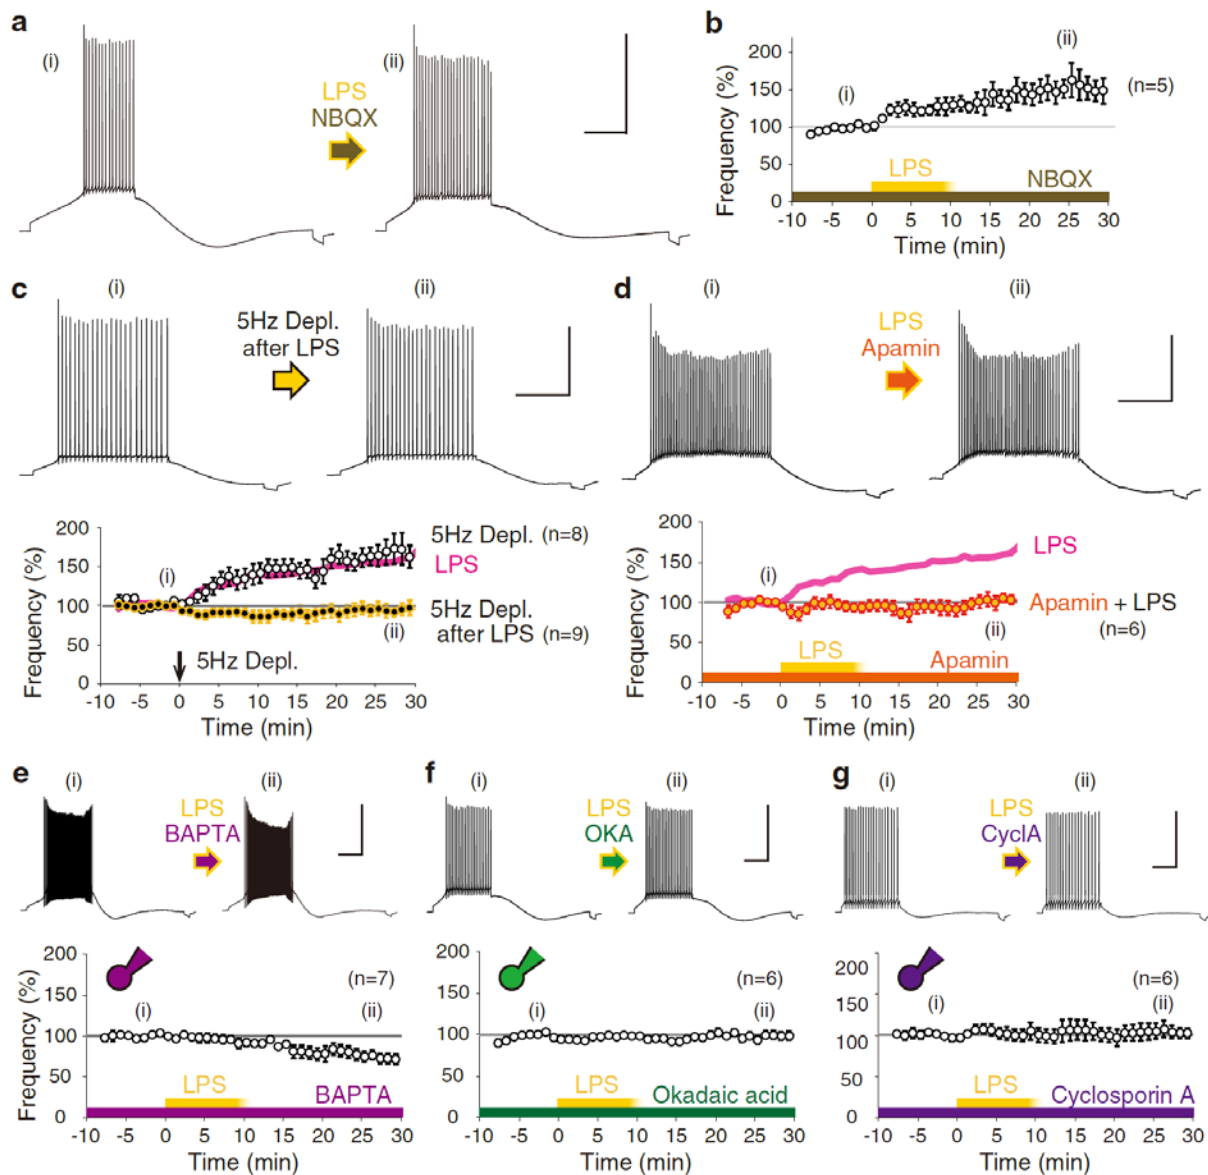 a
(i)
LPS
NBQX
(ii)
b
200
150
100
50
0
Frequency (%)
(i)
(ii)
(n=5)
LPS
NBQX
-10 -5 0 5 10 15 20 25 30
Time (min)
c
(i)
5Hz Depl.
after LPS
(ii)
200
150
100
50
0
Frequency (%)
(i)
5Hz Depl. (n=8)
LPS
5Hz Depl.
after LPS (n=9)
(ii)
5Hz Depl.
-10 -5 0 5 10 15 20 25 30
Time (min)
d
(i)
LPS
Apamin
(ii)
200
150
100
50
0
Frequency (%)
(i)
LPS
Apamin + LPS
(n=6)
(ii)
LPS
Apamin
-10 -5 0 5 10 15 20 25 30
Time (min)
e
(i)
LPS
BAPTA
(ii)
200
150
100
50
0
Frequency (%)
(n=7)
(i)
(ii)
LPS
BAPTA
-10 -5 0 5 10 15 20 25 30
Time (min)
f
(i)
LPS
OKA
(ii)
200
150
100
50
0
(n=6)
(i)
(ii)
LPS
Okadaic acid
-10 -5 0 5 10 15 20 25 30
Time (min)
g
(i)
LPS
CyclA
(ii)
200
150
100
50
0
(n=6)
(i)
(ii)
LPS
Cyclosporin A
-10 -5 0 5 10 15 20 25 30
Time (min)